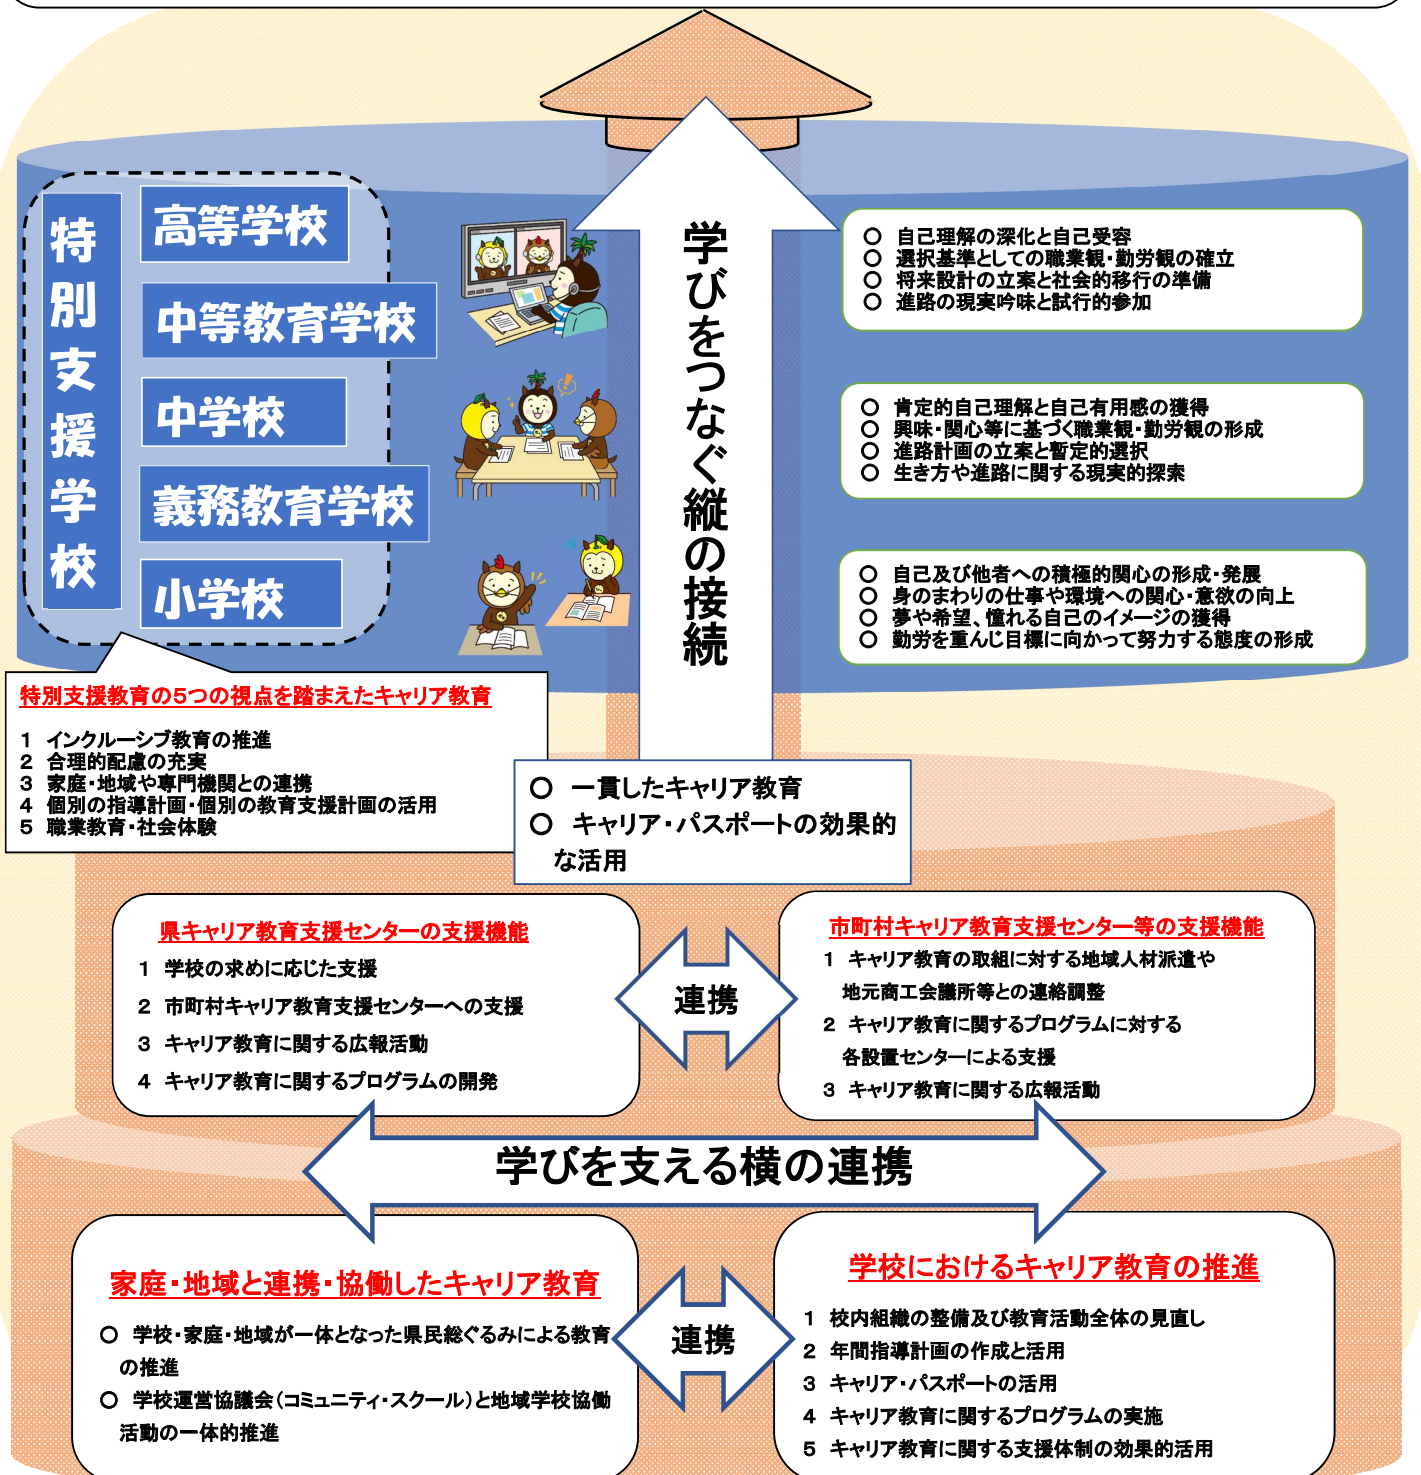 特別支援学校
高等学校
中等教育学校
中学校
義務教育学校
小学校
学びをつなぐ縦の接続
○ 自己理解の深化と自己受容
○ 選択基準としての職業観・勤労観の確立
○ 将来設計の立案と社会的移行の準備
○ 進路の現実吟味と試行的参加
○ 肯定的自己理解と自己有用感の獲得
○ 興味・関心等に基づく職業観・勤労観の形成
○ 進路計画の立案と暫定的選択
○ 生き方や進路に関する現実的探索
○ 自己及び他者への積極的関心の形成・発展
○ 身のまわりの仕事や環境への関心・意欲の向上
○ 夢や希望、憧れる自己のイメージの獲得
○ 勤労を重んじ目標に向かって努力する態度の形成
特別支援教育の5つの視点を踏まえたキャリア教育
1 インクルーシブ教育の推進
2 合理的配慮の充実
3 家庭・地域や専門機関との連携
4 個別の指導計画・個別の教育支援計画の活用
5 職業教育・社会体験
○ 一貫したキャリア教育
○ キャリア・パスポートの効果的
な活用
県キャリア教育支援センターの支援機能
1 学校の求めに応じた支援
2 市町村キャリア教育支援センターへの支援
3 キャリア教育に関する広報活動
4 キャリア教育に関するプログラムの開発
連携
市町村キャリア教育支援センター等の支援機能
1 キャリア教育の取組に対する地域人材派遣や
地元商工会議所等との連絡調整
2 キャリア教育に関するプログラムに対する
各設置センターによる支援
3 キャリア教育に関する広報活動
学びを支える横の連携
家庭・地域と連携・協働したキャリア教育
○ 学校・家庭・地域が一体となった県民総ぐるみによる教育
の推進
○ 学校運営協議会(コミュニティ・スクール)と地域学校協働
活動の一体的推進
連携
学校におけるキャリア教育の推進
1 校内組織の整備及び教育活動全体の見直し
2 年間指導計画の作成と活用
3 キャリア・パスポートの活用
4 キャリア教育に関するプログラムの実施
5 キャリア教育に関する支援体制の効果的活用